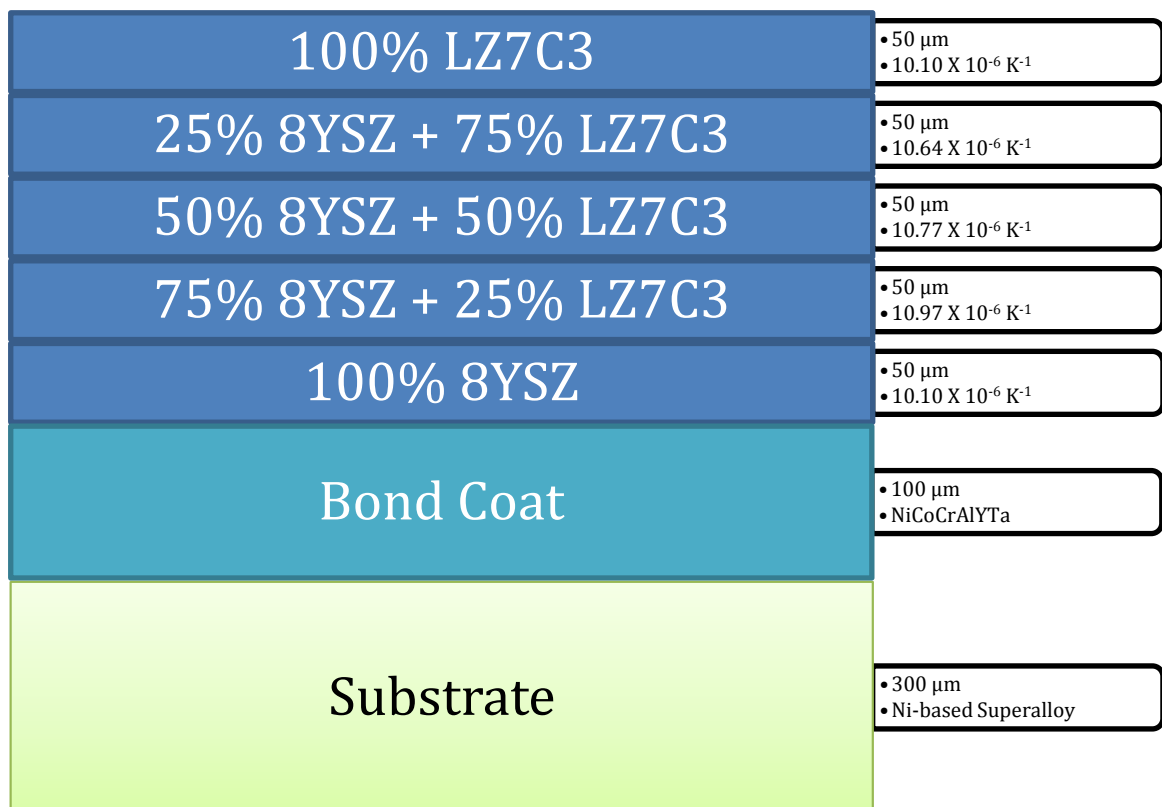 100% LZ7C3
• 50 μm
• 10.10 X 10⁻⁶ K⁻¹
25% 8YSZ + 75% LZ7C3
• 50 μm
• 10.64 X 10⁻⁶ K⁻¹
50% 8YSZ + 50% LZ7C3
• 50 μm
• 10.77 X 10⁻⁶ K⁻¹
75% 8YSZ + 25% LZ7C3
• 50 μm
• 10.97 X 10⁻⁶ K⁻¹
100% 8YSZ
• 50 μm
• 10.10 X 10⁻⁶ K⁻¹
Bond Coat
• 100 μm
• NiCoCrAlYTa
Substrate
• 300 μm
• Ni-based Superalloy